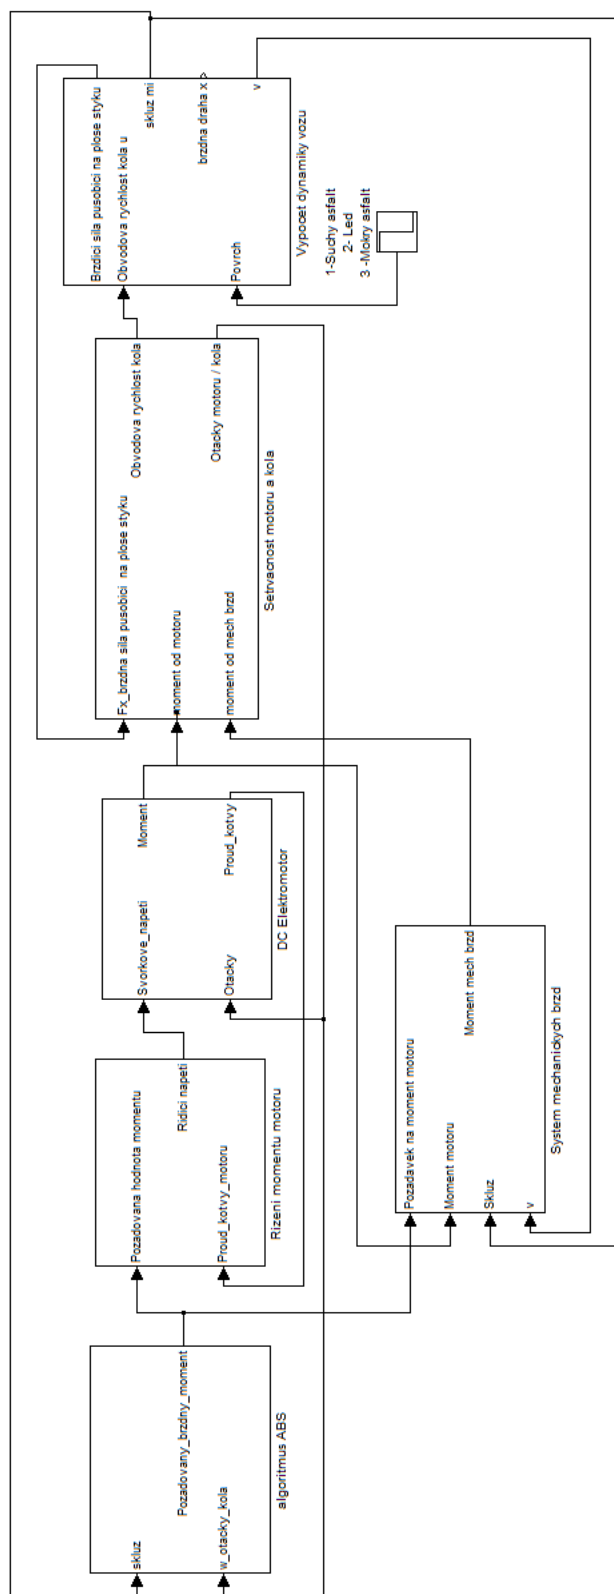 skluz
w_otacky_kola
Pozadovany_brzdny_moment
algoritmus ABS
Pozadovana hodnota momentu
Proud_kotvy_motoru
Ridici napeti
Rizeni momentu motoru
Svorkove_napeti
Otacky
Moment
Proud_kotvy
DC Elektromotor
Pozadavek na moment motoru
Moment motoru
Skluz
v
Moment mech brzd
System mechanickych brzd
Fx_brzdna sila pusobici na plose styku
moment od motoru
moment od mech brzd
Obvodova rychlost kola
Otacky motoru / kola
Setrvacnost motoru a kola
Brzdici sila pusobici na plose styku
Obvodova rychlost kola u
skluz mi
brzdna draha x
v
Povrch
Vypocet dynamiky vozu
1-Suchy asfalt
2- Led
3 -Mokry asfalt